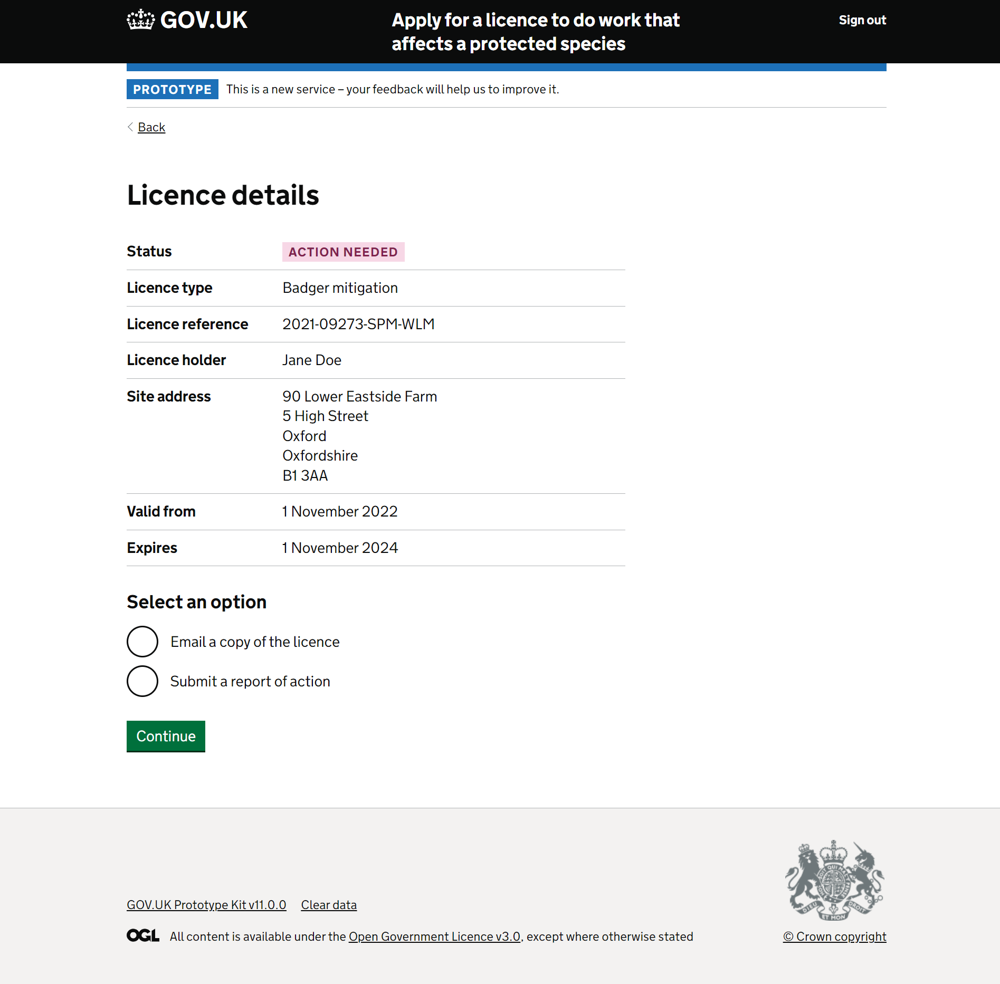 GOV.UK
Apply for a licence to do work that
affects a protected species
Sign out
PROTOTYPE This is a new service – your feedback will help us to improve it.
Back
Licence details
Status ACTION NEEDED
Licence type Badger mitigation
Licence reference 2021-09273-SPM-WLM
Licence holder Jane Doe
Site address 90 Lower Eastside Farm
5 High Street
Oxford
Oxfordshire
B1 3AA
Valid from 1 November 2022
Expires 1 November 2024
Select an option
Email a copy of the licence
Submit a report of action
Continue
GOV.UK Prototype Kit v11.0.0 Clear data
DIEU ET MON DROIT
OGL All content is available under the Open Government Licence v3.0, except where otherwise stated
© Crown copyright